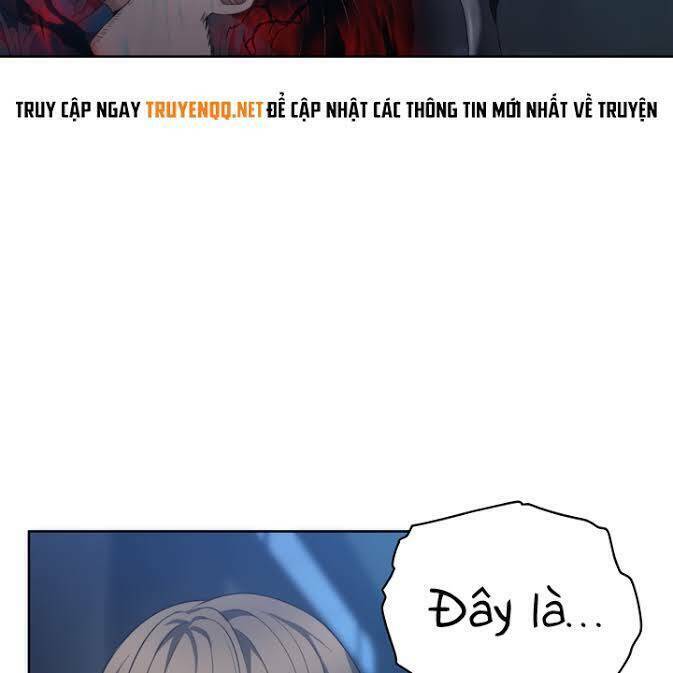 TRUY CẬP NGAY TRUYENQQ.NET ĐỂ CẬP NHẬT CÁC THÔNG TIN MỚI NHẤT VỀ TRUYỆN
Đây là...